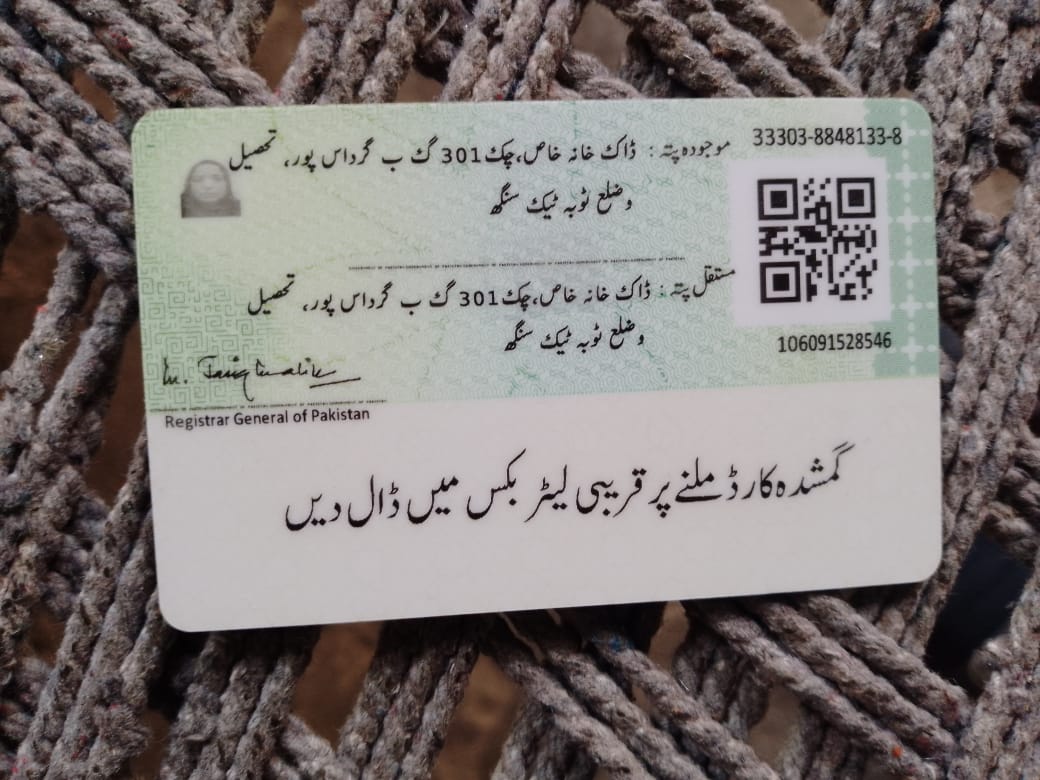 33303-8848133-8
موجودہ پتہ : ڈاک خانہ خاص، چک 301 گ ب گرداس پور، تحصیل
و ضلع ٹوبہ ٹیک سنگھ
مستقل پتہ : ڈاک خانہ خاص، چک 301 گ ب گرداس پور، تحصیل
و ضلع ٹوبہ ٹیک سنگھ
106091528546
Registrar General of Pakistan
گمشدہ کارڈ ملنے پر قریبی لیٹر بکس میں ڈال دیں